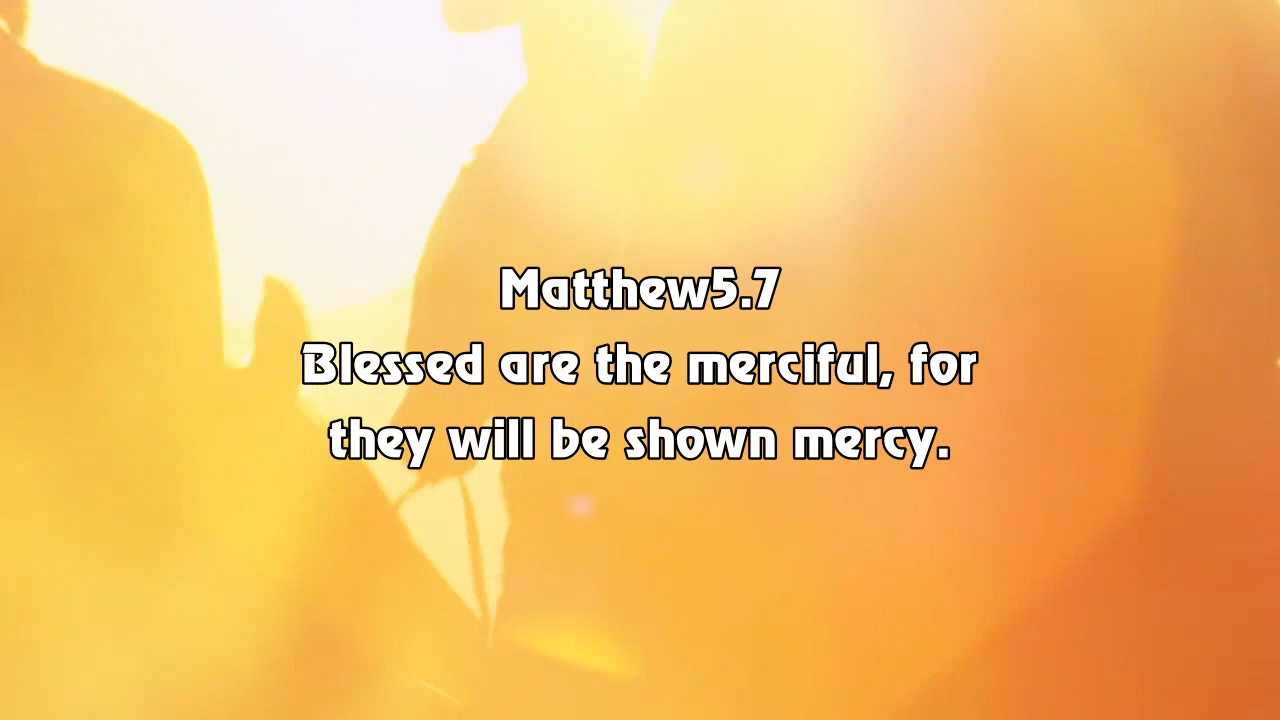 Matthew5.7
Blessed are the merciful, for
they will be shown mercy.